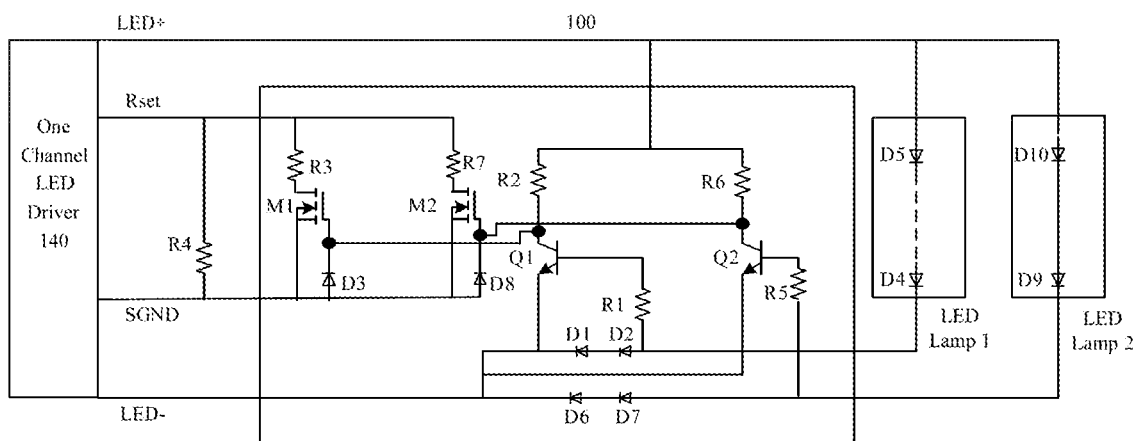 LED+
100
Rset
One
Channel
LED
Driver
140
R3
R7
R2
R6
D5
D10
M1
M2
R4
Q1
Q2
D3
D8
R1
R5
D4
D9
SGND
D1
D2
LED
Lamp 1
LED
Lamp 2
LED-
D6
D7